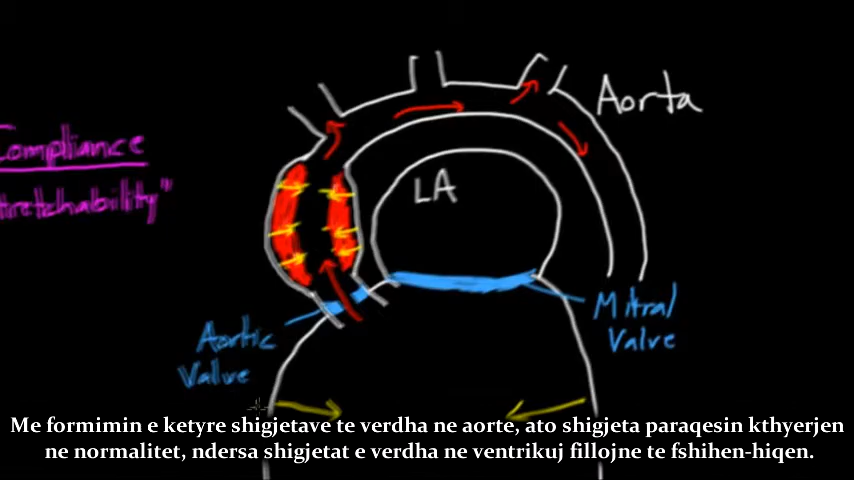 Aorta
Compliance
"Stretchability"
LA
Mitral
Valve
Aortic
Valve
Me formimin e ketyre shigjetave te verdha ne aorte, ato shigjeta paraqesin kthyerjen
ne normalitet, ndersa shigjetat e verdha ne ventrikuj fillojne te fshihen-hiqen.